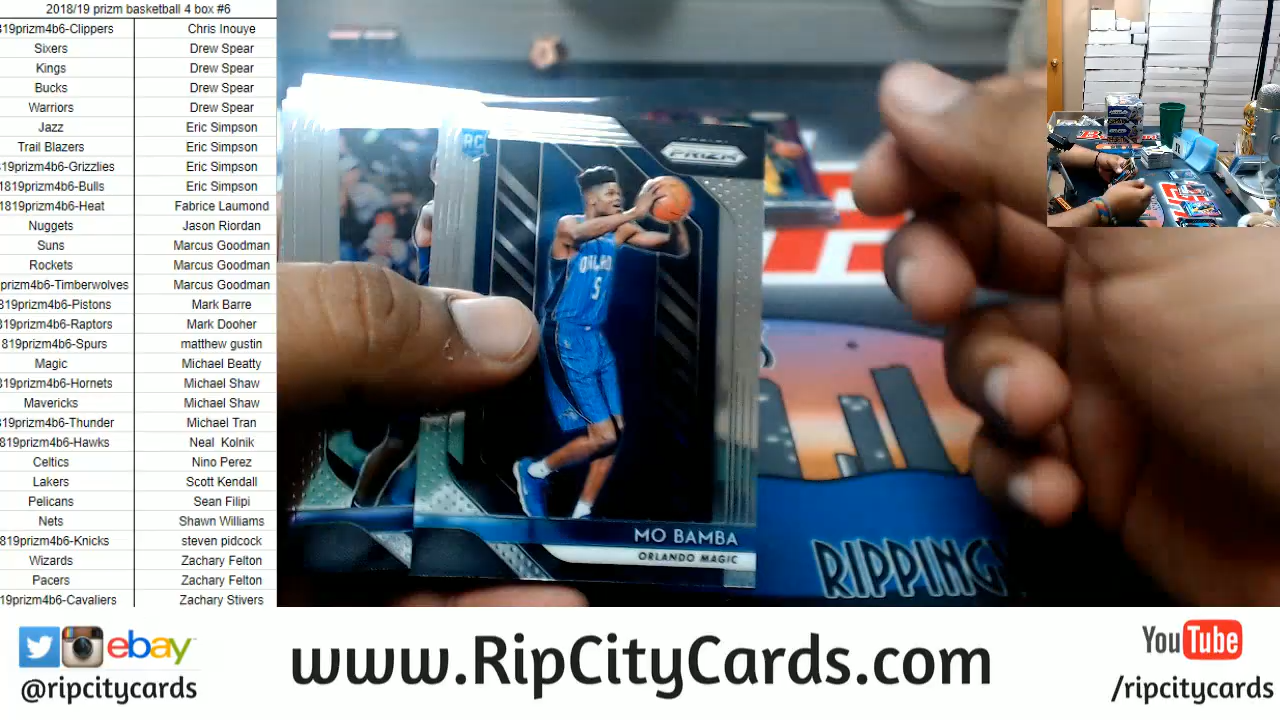 2018/19 prizm basketball 4 box #6
819prizm4b6-Clippers Chris Inouye
Sixers Drew Spear
Kings Drew Spear
Bucks Drew Spear
Warriors Drew Spear
Jazz Eric Simpson
Trail Blazers Eric Simpson
819prizm4b6-Grizzlies Eric Simpson
1819prizm4b6-Bulls Eric Simpson
1819prizm4b6-Heat Fabrice Laumond
Nuggets Jason Riordan
Suns Marcus Goodman
Rockets Marcus Goodman
prizm4b6-Timberwolves Marcus Goodman
819prizm4b6-Pistons Mark Barre
819prizm4b6-Raptors Mark Dooher
819prizm4b6-Spurs matthew gustin
Magic Michael Beatty
819prizm4b6-Hornets Michael Shaw
Mavericks Michael Shaw
819prizm4b6-Thunder Michael Tran
819prizm4b6-Hawks Neal Kolnik
Celtics Nino Perez
Lakers Scott Kendall
Pelicans Sean Filipi
Nets Shawn Williams
819prizm4b6-Knicks steven pidcock
Wizards Zachary Felton
Pacers Zachary Felton
19prizm4b6-Cavaliers Zachary Stivers
RC
PANINI
PRIZM
ORLANDO
5
MO BAMBA
ORLANDO MAGIC
RIPPING
ebay
@ripcitycards
www.RipCityCards.com
YouTube
/ripcitycards